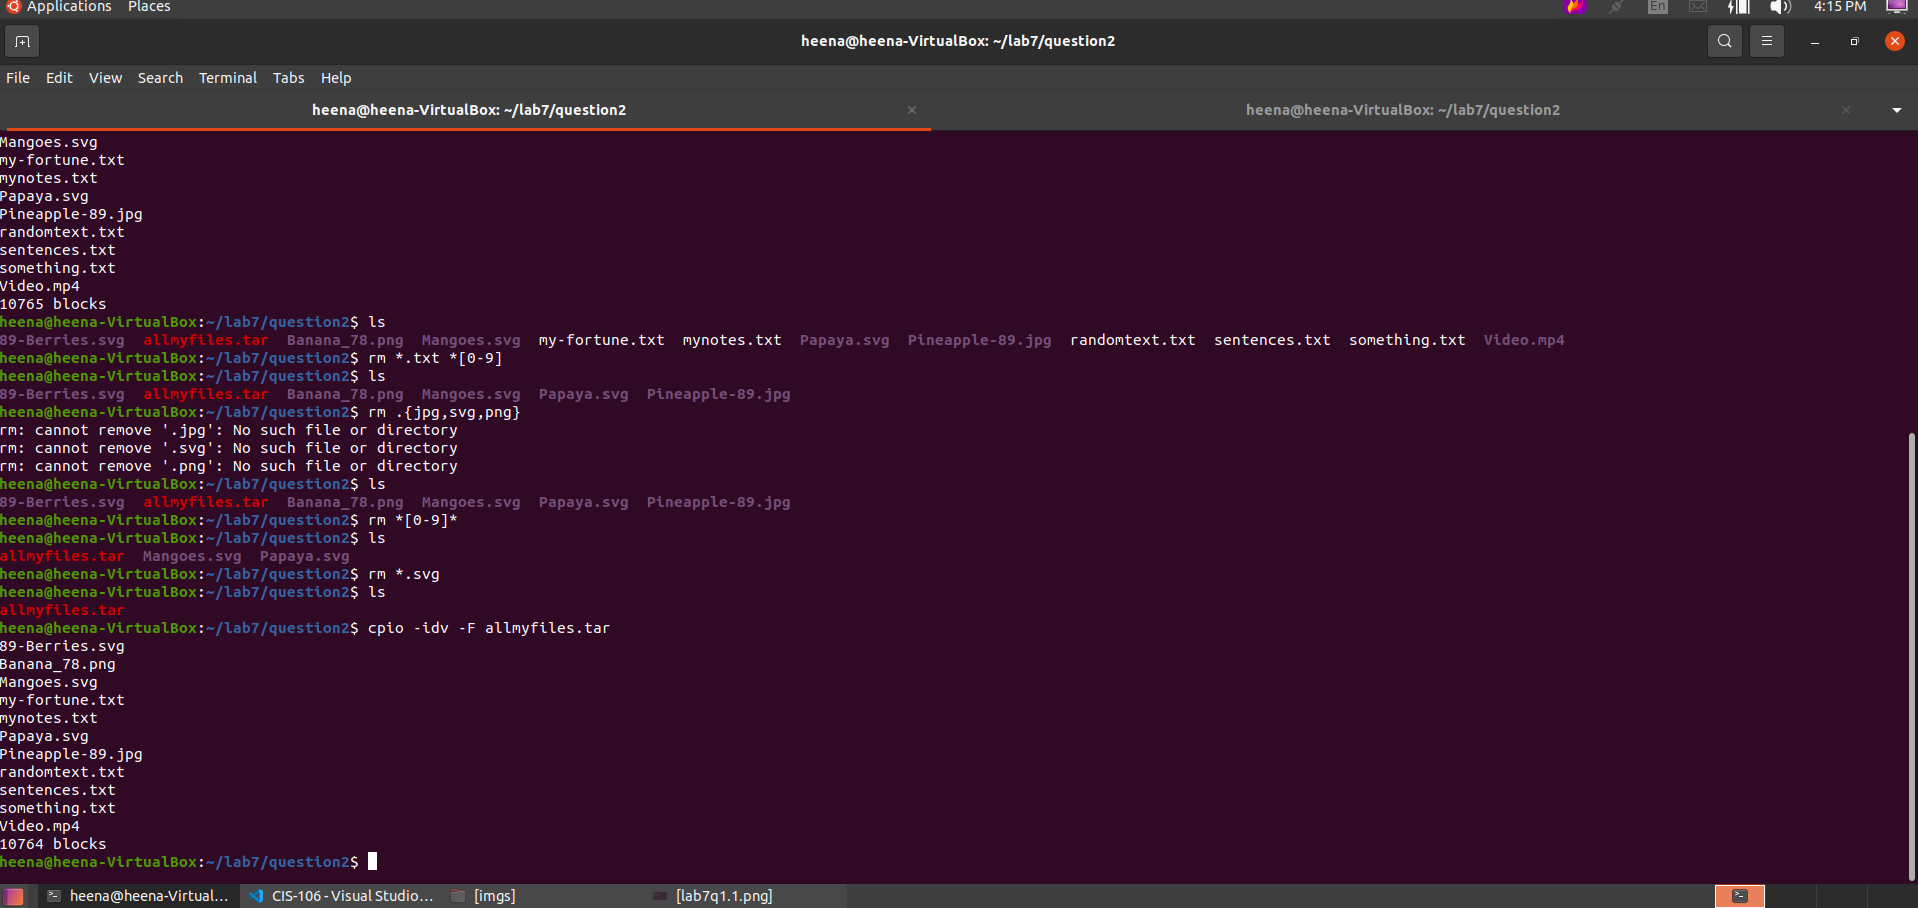 Applications Places En 4:15 PM
heena@heena-VirtualBox: ~/lab7/question2
File Edit View Search Terminal Tabs Help
heena@heena-VirtualBox: ~/lab7/question2 × heena@heena-VirtualBox: ~/lab7/question2 ×
Mangoes.svg
my-fortune.txt
mynotes.txt
Papaya.svg
Pineapple-89.jpg
randomtext.txt
sentences.txt
something.txt
Video.mp4
10765 blocks
heena@heena-VirtualBox:~/lab7/question2$ ls
89-Berries.svg allmyfiles.tar Banana_78.png Mangoes.svg my-fortune.txt mynotes.txt Papaya.svg Pineapple-89.jpg randomtext.txt sentences.txt something.txt Video.mp4
heena@heena-VirtualBox:~/lab7/question2$ rm *.txt *[0-9]
heena@heena-VirtualBox:~/lab7/question2$ ls
89-Berries.svg allmyfiles.tar Banana_78.png Mangoes.svg Papaya.svg Pineapple-89.jpg
heena@heena-VirtualBox:~/lab7/question2$ rm .{jpg,svg,png}
rm: cannot remove '.jpg': No such file or directory
rm: cannot remove '.svg': No such file or directory
rm: cannot remove '.png': No such file or directory
heena@heena-VirtualBox:~/lab7/question2$ ls
89-Berries.svg allmyfiles.tar Banana_78.png Mangoes.svg Papaya.svg Pineapple-89.jpg
heena@heena-VirtualBox:~/lab7/question2$ rm *[0-9]*
heena@heena-VirtualBox:~/lab7/question2$ ls
allmyfiles.tar Mangoes.svg Papaya.svg
heena@heena-VirtualBox:~/lab7/question2$ rm *.svg
heena@heena-VirtualBox:~/lab7/question2$ ls
allmyfiles.tar
heena@heena-VirtualBox:~/lab7/question2$ cpio -idv -F allmyfiles.tar
89-Berries.svg
Banana_78.png
Mangoes.svg
my-fortune.txt
mynotes.txt
Papaya.svg
Pineapple-89.jpg
randomtext.txt
sentences.txt
something.txt
Video.mp4
10764 blocks
heena@heena-VirtualBox:~/lab7/question2$
heena@heena-Virtual... CIS-106 - Visual Studio... [imgs] [lab7q1.1.png]